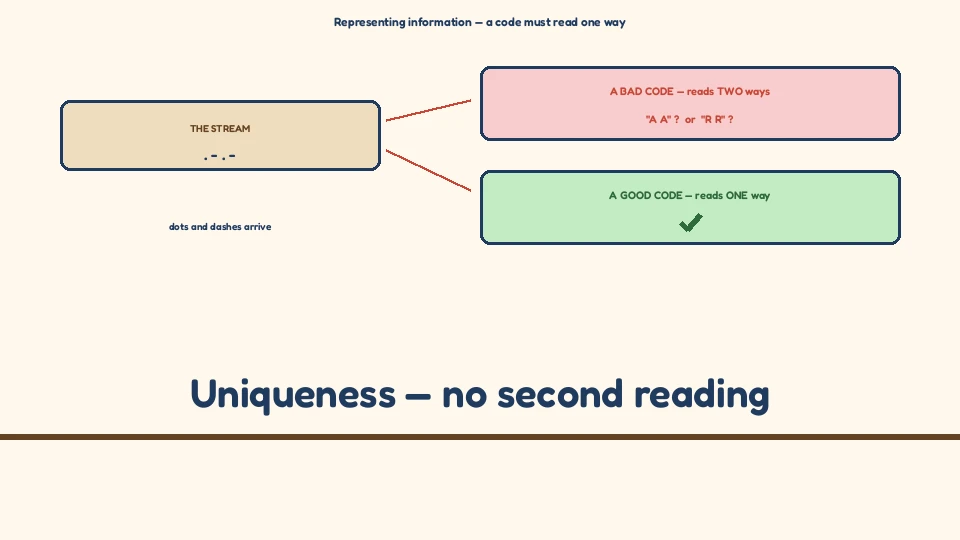 Representing information — a code must read one way
THE STREAM
. - . -
dots and dashes arrive
A BAD CODE — reads TWO ways
"A A" ? or "R R" ?
A GOOD CODE — reads ONE way
✔
Uniqueness — no second reading